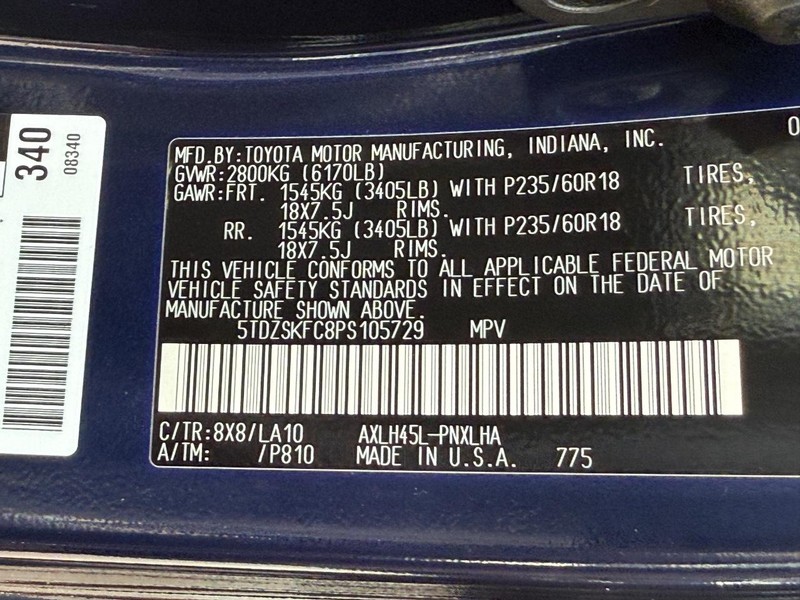 340
08340
0
MFD.BY:TOYOTA MOTOR MANUFACTURING, INDIANA, INC.
GVWR:2800KG (6170LB)
GAWR:FRT. 1545KG (3405LB) WITH P235/60R18 TIRES,
18X7.5J RIMS.
RR. 1545KG (3405LB) WITH P235/60R18 TIRES,
18X7.5J RIMS.
THIS VEHICLE CONFORMS TO ALL APPLICABLE FEDERAL MOTOR
VEHICLE SAFETY STANDARDS IN EFFECT ON THE DATE OF
MANUFACTURE SHOWN ABOVE.
5TDZSKFC8PS105729 MPV
C/TR:8X8/LA10 AXLH45L-PNXLHA
A/TM: /P810 MADE IN U.S.A. 775